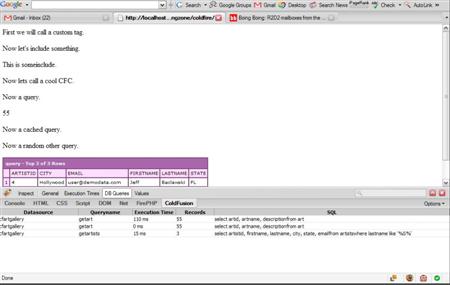 Google Search Google Groups Gmail Desktop Search News PageRank Check AutoLink
Gmail - Inbox (22) http://localhost...ngzone/coldfire/ Boing Boing: R2D2 mailboxes from the ...
First we will call a custom tag.
Now let's include something.
This is someinclude.
Now lets call a cool CFC.
Now a query.
55
Now a cached query.
Now a random other query.
query - Top 3 of 3 Rows
ARTISTID CITY EMAIL FIRSTNAME LASTNAME STATE
1 4 Hollywood user@demodata.com Jeff Baclawski FL
Inspect General Execution Times DB Queries Values
Console HTML CSS Script DOM Net FirePHP ColdFusion Options
Datasource Queryname Execution Time Records SQL
cfartgallery getart 110 ms 55 select artid, artname, descriptionfrom art
cfartgallery getart 0 ms 55 select artid, artname, descriptionfrom art
cfartgallery getartists 15 ms 3 select artistid, firstname, lastname, city, state, emailfrom artistswhere lastname like '%S%'
Done